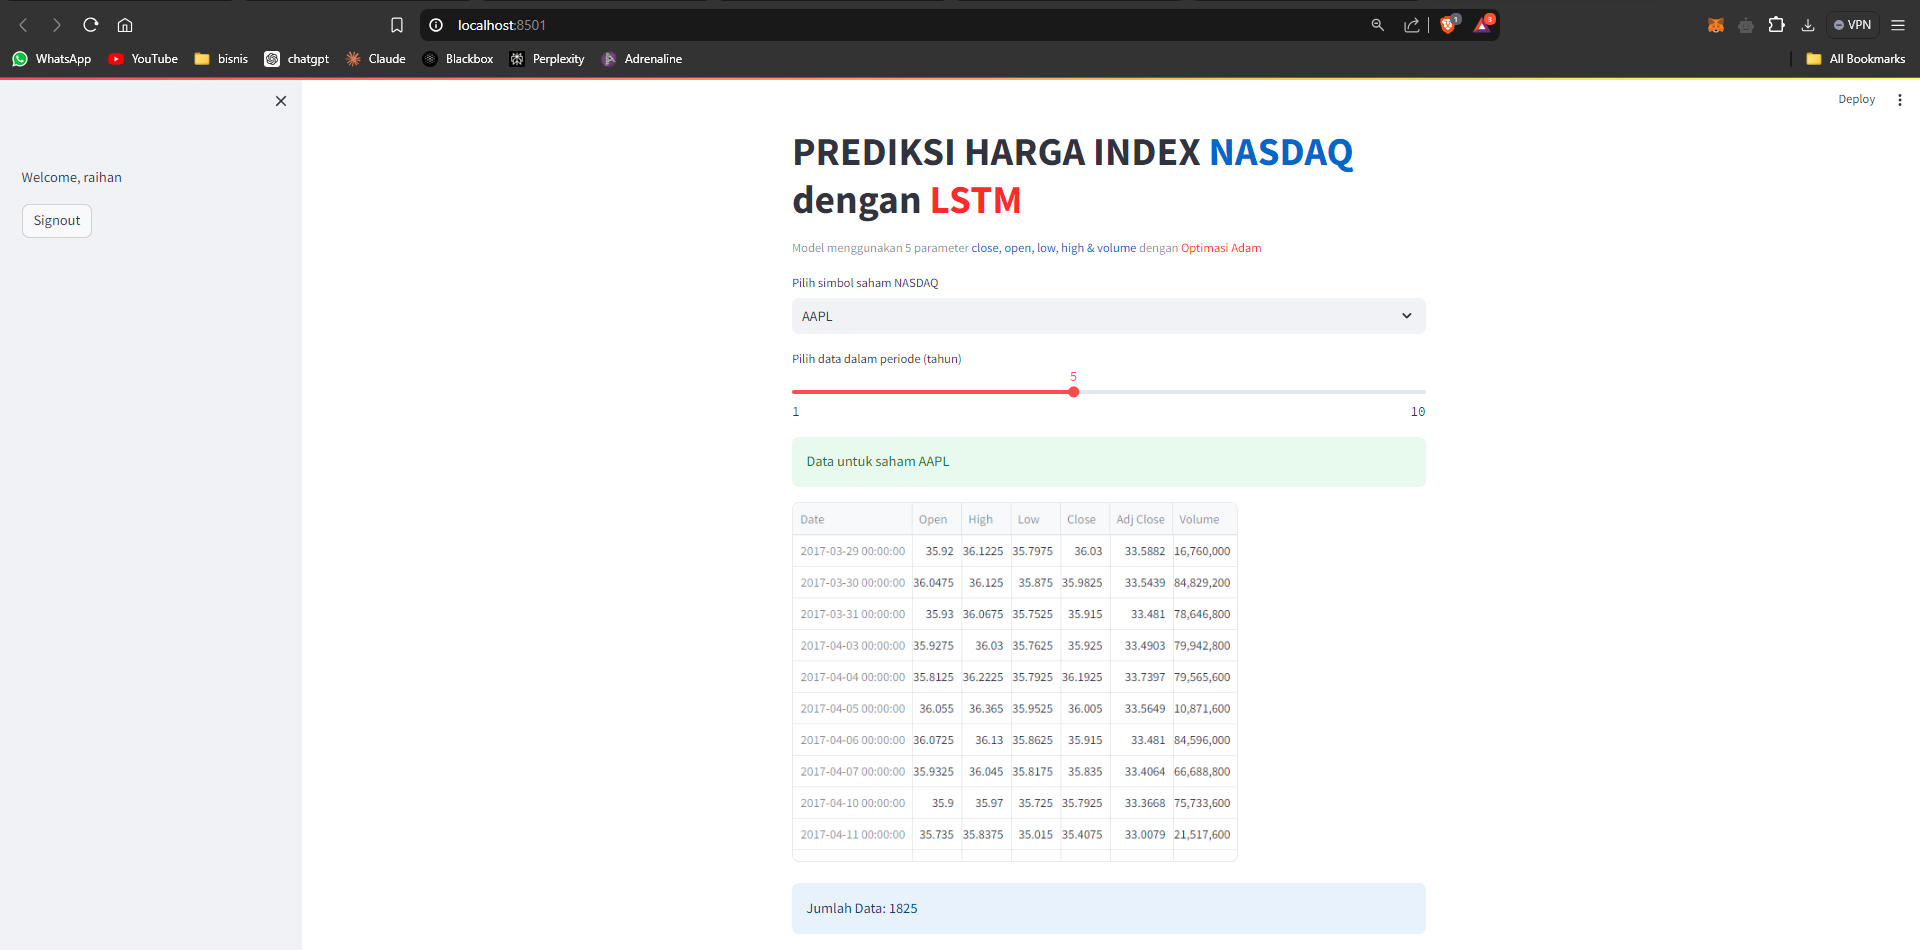 localhost:8501
1
3
VPN
WhatsApp YouTube bisnis chatgpt Claude Blackbox Perplexity Adrenaline All Bookmarks
Deploy
Welcome, raihan
Signout
PREDIKSI HARGA INDEX NASDAQ
dengan LSTM
Model menggunakan 5 parameter close, open, low, high & volume dengan Optimasi Adam
Pilih simbol saham NASDAQ
AAPL
Pilih data dalam periode (tahun)
5
1 10
Data untuk saham AAPL
Date Open High Low Close Adj Close Volume
2017-03-29 00:00:00 35.92 36.1225 35.7975 36.03 33.5882 16,760,000
2017-03-30 00:00:00 36.0475 36.125 35.875 35.9825 33.5439 84,829,200
2017-03-31 00:00:00 35.93 36.0675 35.7525 35.915 33.481 78,646,800
2017-04-03 00:00:00 35.9275 36.03 35.7625 35.925 33.4903 79,942,800
2017-04-04 00:00:00 35.8125 36.2225 35.7925 36.1925 33.7397 79,565,600
2017-04-05 00:00:00 36.055 36.365 35.9525 36.005 33.5649 10,871,600
2017-04-06 00:00:00 36.0725 36.13 35.8625 35.915 33.481 84,596,000
2017-04-07 00:00:00 35.9325 36.045 35.8175 35.835 33.4064 66,688,800
2017-04-10 00:00:00 35.9 35.97 35.725 35.7925 33.3668 75,733,600
2017-04-11 00:00:00 35.735 35.8375 35.015 35.4075 33.0079 21,517,600
Jumlah Data: 1825